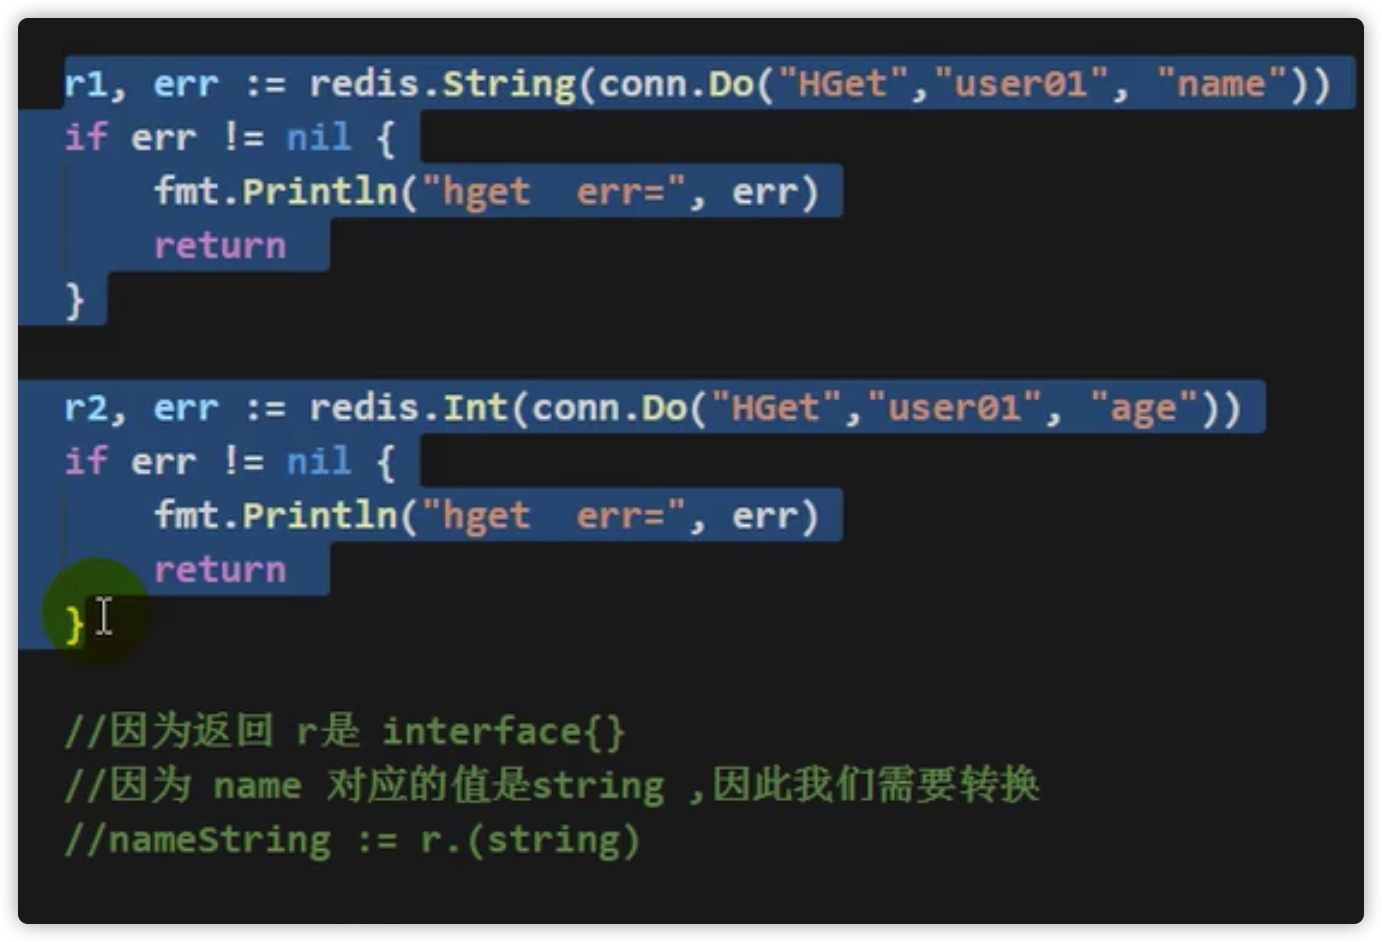 r1, err := redis.String(conn.Do("HGet","user01", "name"))
if err != nil {
fmt.Println("hget  err=", err)
return
}
r2, err := redis.Int(conn.Do("HGet","user01", "age"))
if err != nil {
fmt.Println("hget  err=", err)
return
}
//因为返回 r是 interface{}
//因为 name 对应的值是string ,因此我们需要转换
//nameString := r.(string)